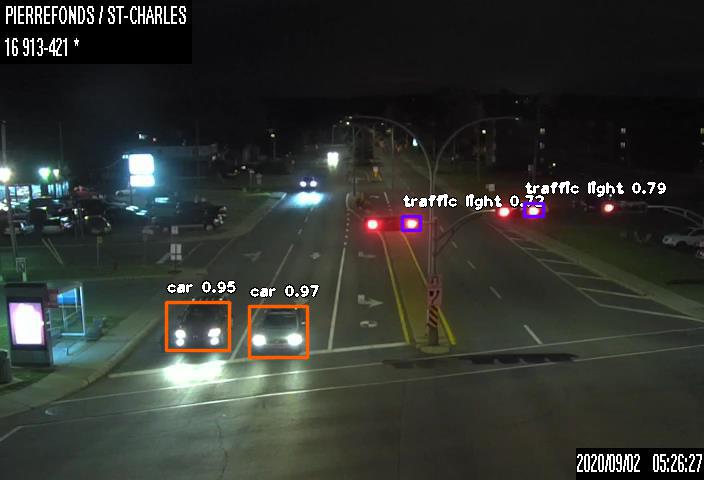 PIERREFONDS / ST-CHARLES
16 913-421 *
traffic light 0.79
traffic light 0.72
car 0.95
car 0.97
2020/09/02 05:26:27